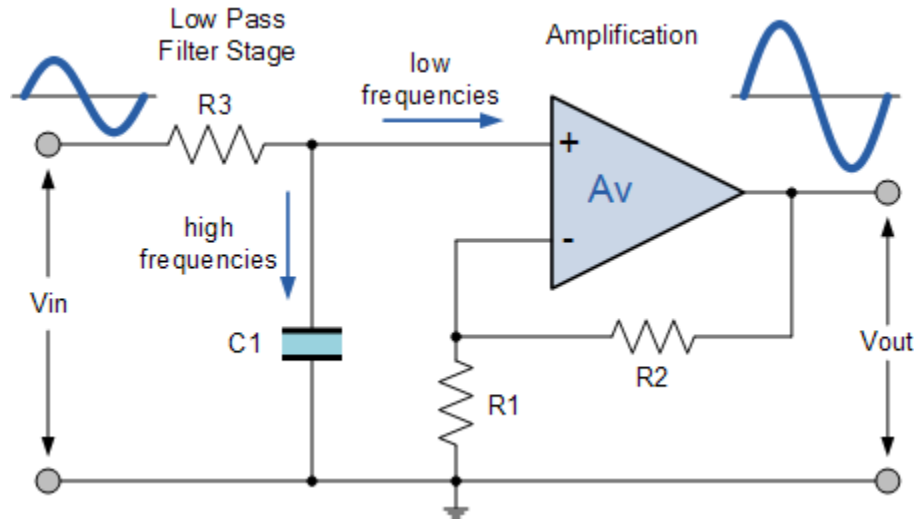 Low Pass
Filter Stage
Amplification
low
frequencies
R3
+
Av
-
high
frequencies
Vin
C1
R2
Vout
R1